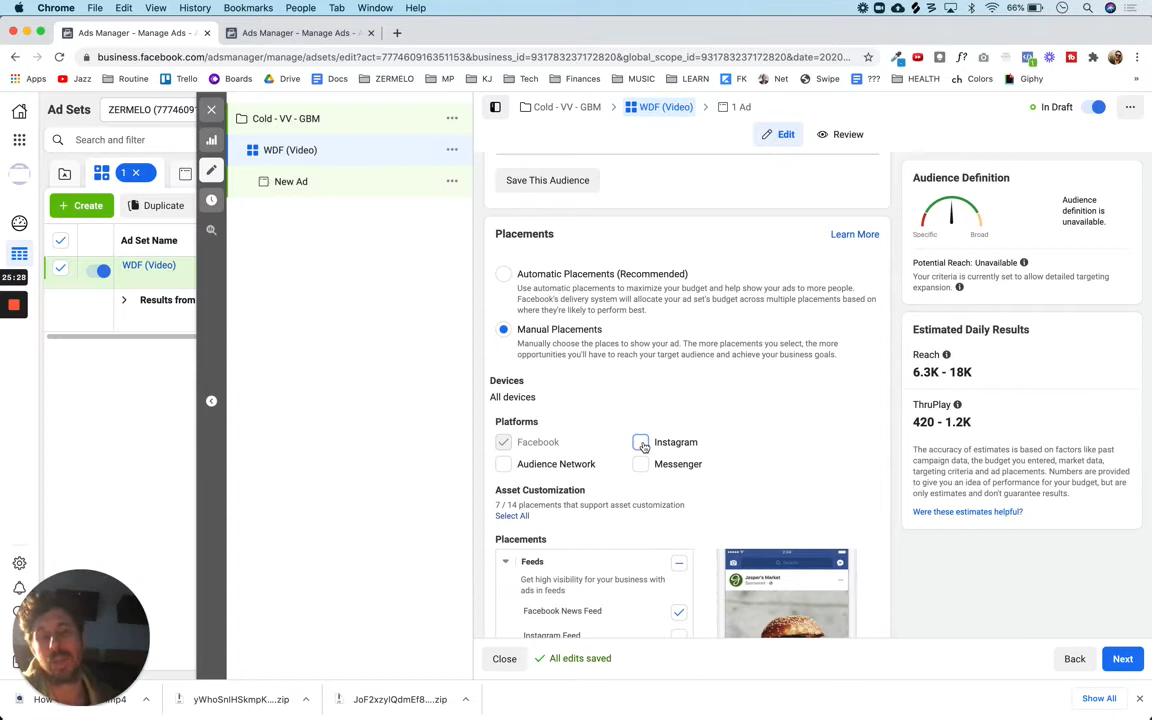 Chrome File Edit View History Bookmarks People Tab Window Help
66%
Ads Manager - Manage Ads -
Ads Manager - Manage Ads -
business.facebook.com/adsmanager/manage/adsets/edit?act=77746091635​1153&business_id=931783237172820&global_scope_id=931783237172820&date=2020...
Apps Jazz Routine Trello Boards Drive Docs ZERMELO MP KJ Tech Finances MUSIC LEARN FK Net Swipe ??? HEALTH ch Colors Giphy
Ad Sets
ZERMELO (77746091
Search and filter
1
Create
Duplicate
Ad Set Name
WDF (Video)
Results from
25:28
Cold - VV - GBM
WDF (Video)
New Ad
Cold - VV - GBM
WDF (Video)
1 Ad
In Draft
Edit
Review
Save This Audience
Placements
Learn More
Automatic Placements (Recommended)
Use automatic placements to maximize your budget and help show your ads to more people.
Facebook's delivery system will allocate your ad set's budget across multiple placements based on
where they're likely to perform best.
Manual Placements
Manually choose the places to show your ad. The more placements you select, the more
opportunities you'll have to reach your target audience and achieve your business goals.
Devices
All devices
Platforms
Facebook
Instagram
Audience Network
Messenger
Asset Customization
7 / 14 placements that support asset customization
Select All
Placements
Feeds
Get high visibility for your business with
ads in feeds
Facebook News Feed
Instagram Feed
Search
Jasper's Market
Audience Definition
Specific
Broad
Audience
definition is
unavailable.
Potential Reach: Unavailable
Your criteria is currently set to allow detailed targeting
expansion.
Estimated Daily Results
Reach
6.3K - 18K
ThruPlay
420 - 1.2K
The accuracy of estimates is based on factors like past
campaign data, the budget you entered, market data,
targeting criteria and ad placements. Numbers are provided
to give you an idea of performance for your budget, but are
only estimates and don't guarantee results.
Were these estimates helpful?
Close
All edits saved
Back
Next
yWhoSnIHSkmpK....zip
JoF2xzylQdmEf8....zip
Show All